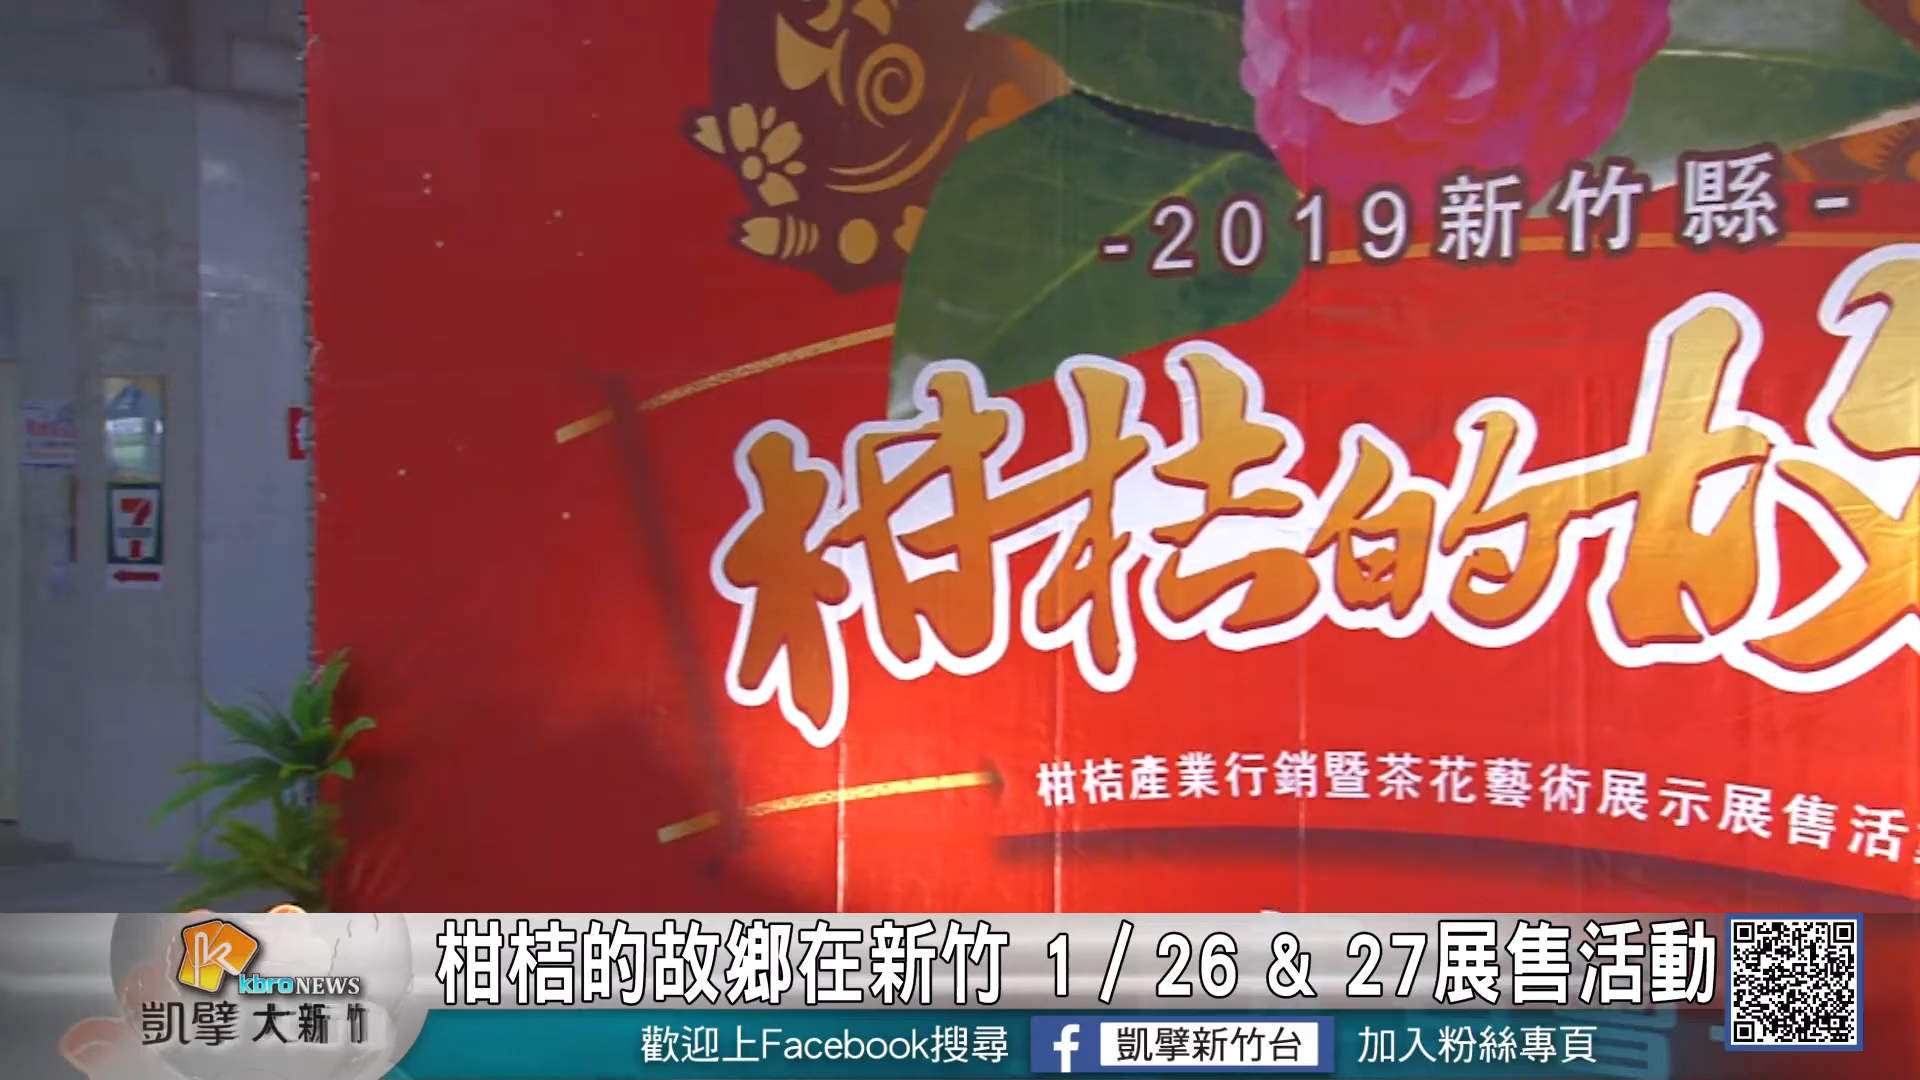 -2019新竹縣-
柑桔的故
柑桔產業行銷暨茶花藝術展示展售活
7
kbro NEWS
凱擘大新竹
柑桔的故鄉在新竹 1/26 & 27展售活動
歡迎上Facebook搜尋 f 凱擘新竹台 加入粉絲專頁